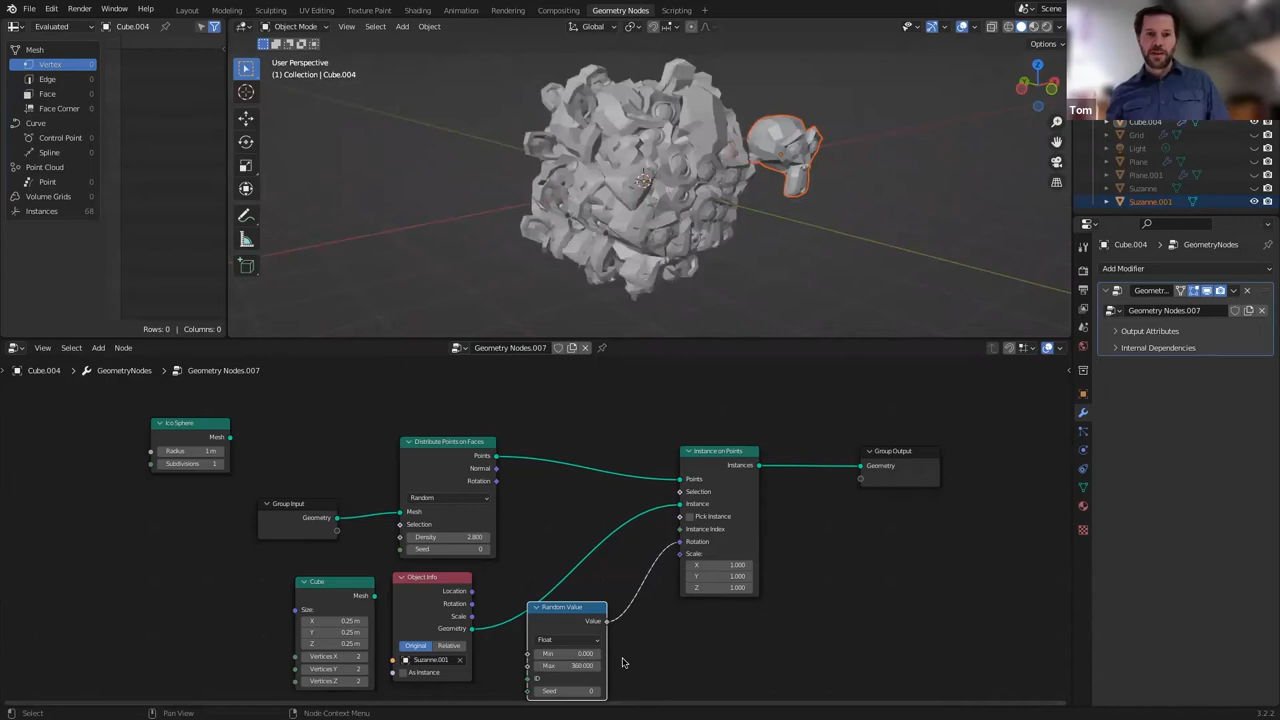 File Edit Render Window Help
Layout Modeling Sculpting UV Editing Texture Paint Shading Animation Rendering Compositing Geometry Nodes Scripting
Scene
Evaluated Cube.004
Object Mode View Select Add Object Global
Options
Mesh
Vertex 0
Edge 0
Face 0
Face Corner 0
Curve
Control Point 0
Spline 0
Point Cloud
Point 0
Volume Grids 0
Instances 68
Rows: 0 | Columns: 0
User Perspective
(1) Collection | Cube.004
Z
Tom
Cube.004
Grid
Light
Plane
Plane.001
Suzanne
Suzanne.001
Cube.004 GeometryNodes
Add Modifier
Geometr...
Geometry Nodes.007
Output Attributes
Internal Dependencies
View Select Add Node
Geometry Nodes.007
Cube.004 GeometryNodes Geometry Nodes.007
Ico Sphere
Mesh
Radius 1 m
Subdivisions 1
Group Input
Geometry
Distribute Points on Faces
Points
Normal
Rotation
Random
Mesh
Selection
Density 2.800
Seed 0
Cube
Mesh
Size:
X 0.25 m
Y 0.25 m
Z 0.25 m
Vertices X 2
Vertices Y 2
Vertices Z 2
Object Info
Location
Rotation
Scale
Geometry
Original Relative
Suzanne.001
As Instance
Random Value
Value
Float
Min 0.000
Max 360.000
ID
Seed 0
Instance on Points
Instances
Points
Selection
Instance
Pick Instance
Instance Index
Rotation
Scale:
X 1.000
Y 1.000
Z 1.000
Group Output
Geometry
Select Pan View Node Context Menu 3.2.2